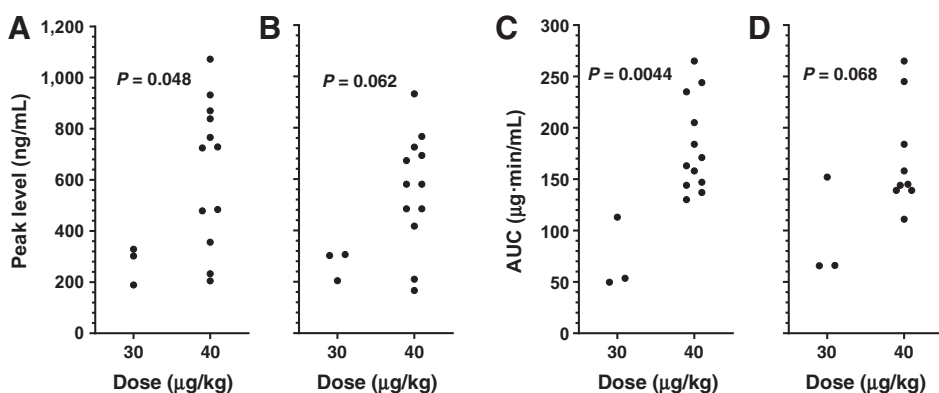 A
B
C
D
Peak level (ng/mL)
1,200
1,000
800
600
400
200
0
P = 0.048
30
40
Dose (μg/kg)
P = 0.062
30
40
Dose (μg/kg)
AUC (μg·min/mL)
300
250
200
150
100
50
0
P = 0.0044
30
40
Dose (μg/kg)
P = 0.068
30
40
Dose (μg/kg)